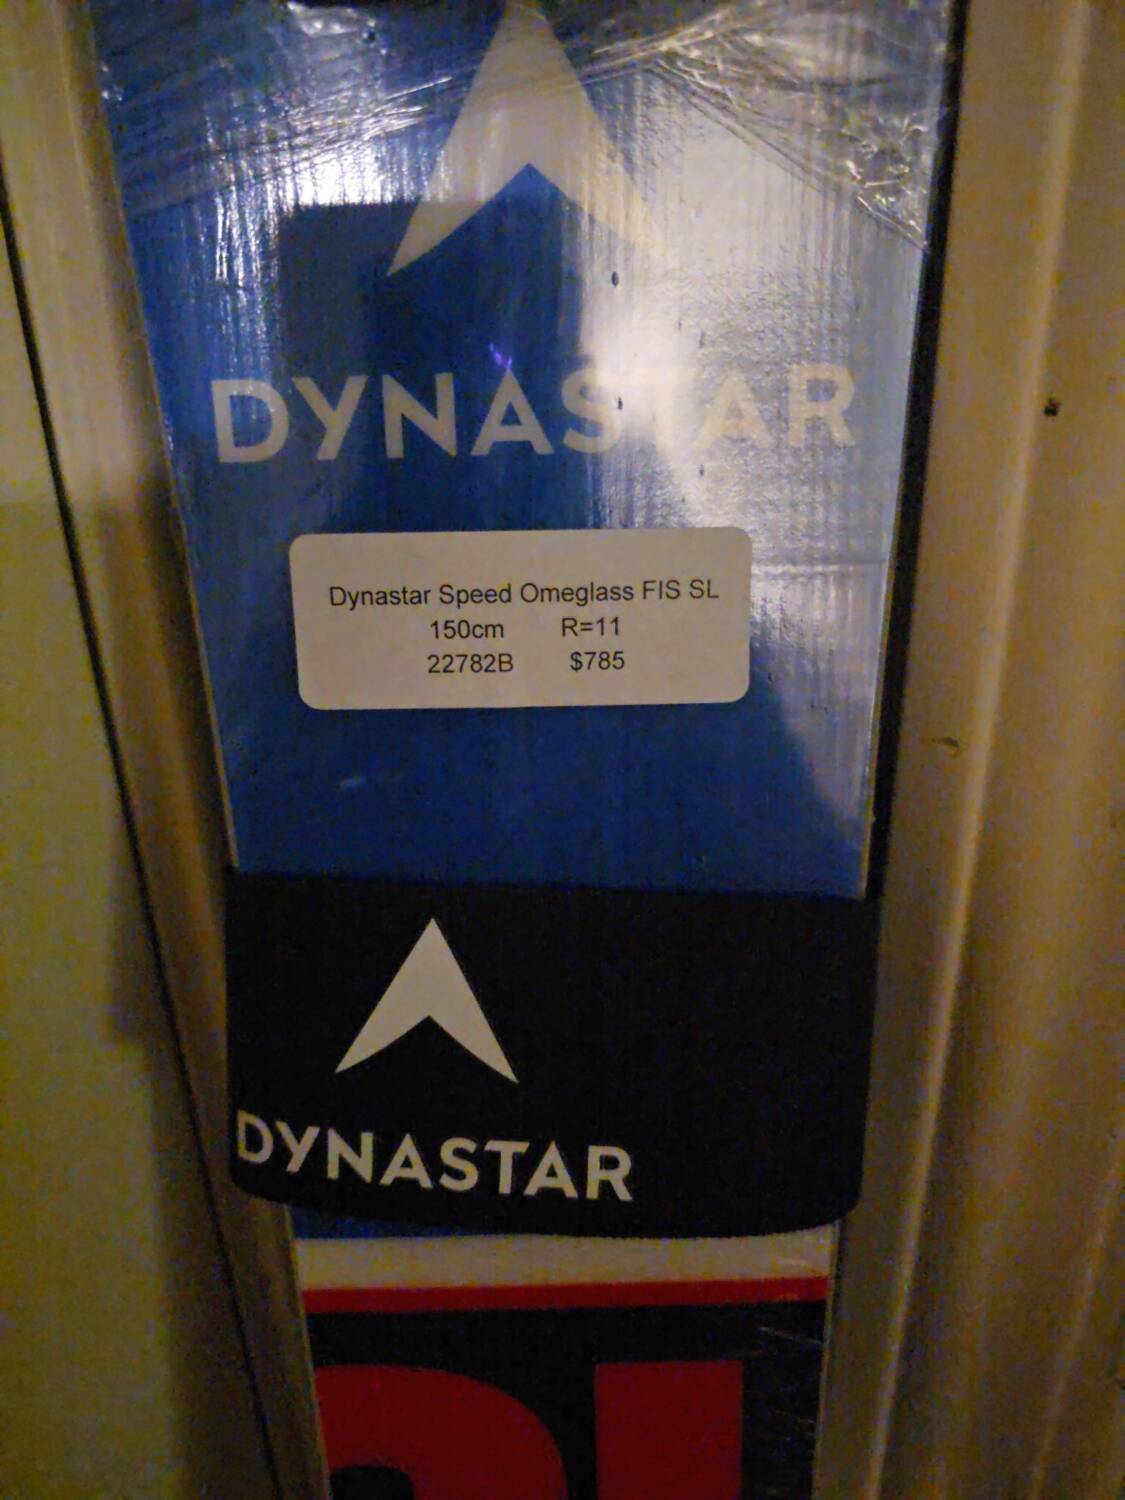 DYNASTAR
Dynastar Speed Omeglass FIS SL
150cm R=11
22782B $785
DYNASTAR